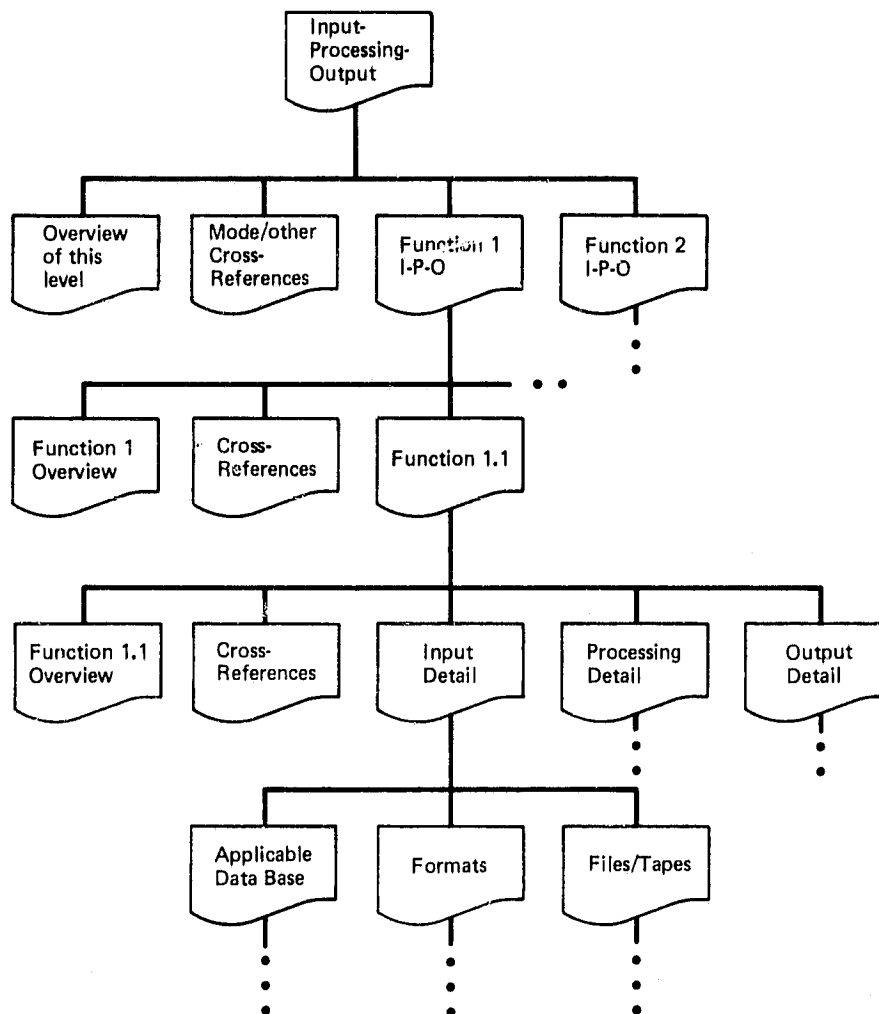 Input-
Processing-
Output
Overview
of this
level
Mode/other
Cross-
References
Function 1
I-P-O
Function 2
I-P-O
Function 1
Overview
Cross-
References
Function 1.1
Function 1.1
Overview
Cross-
References
Input
Detail
Processing
Detail
Output
Detail
Applicable
Data Base
Formats
Files/Tapes